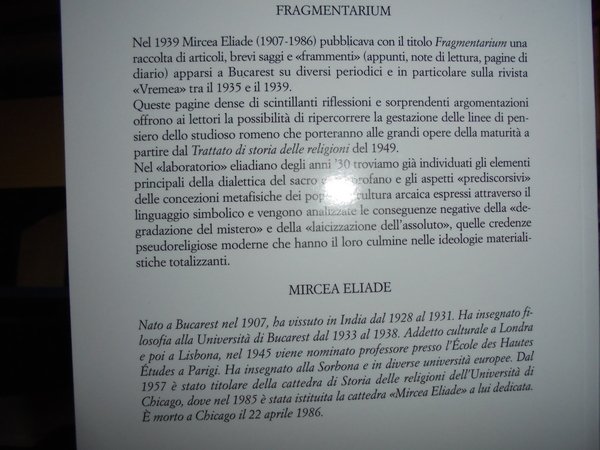 FRAGMENTARIUM
Nel 1939 Mircea Eliade (1907-1986) pubblicava con il titolo Fragmentarium una
raccolta di articoli, brevi saggi e «frammenti» (appunti, note di lettura, pagine di
diario) apparsi a Bucarest su diversi periodici e in particolare sulla rivista
«Vremea» tra il 1935 e il 1939.
Queste pagine dense di scintillanti riflessioni e sorprendenti argomentazioni
offrono ai lettori la possibilità di ripercorrere la gestazione delle linee di pen-
siero dello studioso romeno che porteranno alle grandi opere della maturità a
partire dal Trattato di storia delle religioni del 1949.
Nel «laboratorio» eliadiano degli anni '30 troviamo già individuati gli elementi
principali della dialettica del sacro profano e gli aspetti «prediscorsivi»
delle concezioni metafisiche dei cultura arcaica espressi attraverso il
linguaggio simbolico e vengono analizzate le conseguenze negative della «de-
gradazione del mistero» e della «laicizzazione dell'assoluto», quelle credenze
pseudoreligiose moderne che hanno il loro culmine nelle ideologie materiali-
stiche totalizzanti.
MIRCEA ELIADE
Nato a Bucarest nel 1907, ha vissuto in India dal 1928 al 1931. Ha insegnato fi-
losofia alla Università di Bucarest dal 1933 al 1938. Addetto culturale a Londra
e poi a Lisbona, nel 1945 viene nominato professore presso l'École des Hautes
Études a Parigi. Ha insegnato alla Sorbona e in diverse università europee. Dal
1957 è stato titolare della cattedra di Storia delle religioni dell'Università di
Chicago, dove nel 1985 è stata istituita la cattedra «Mircea Eliade» a lui dedicata.
È morto a Chicago il 22 aprile 1986.